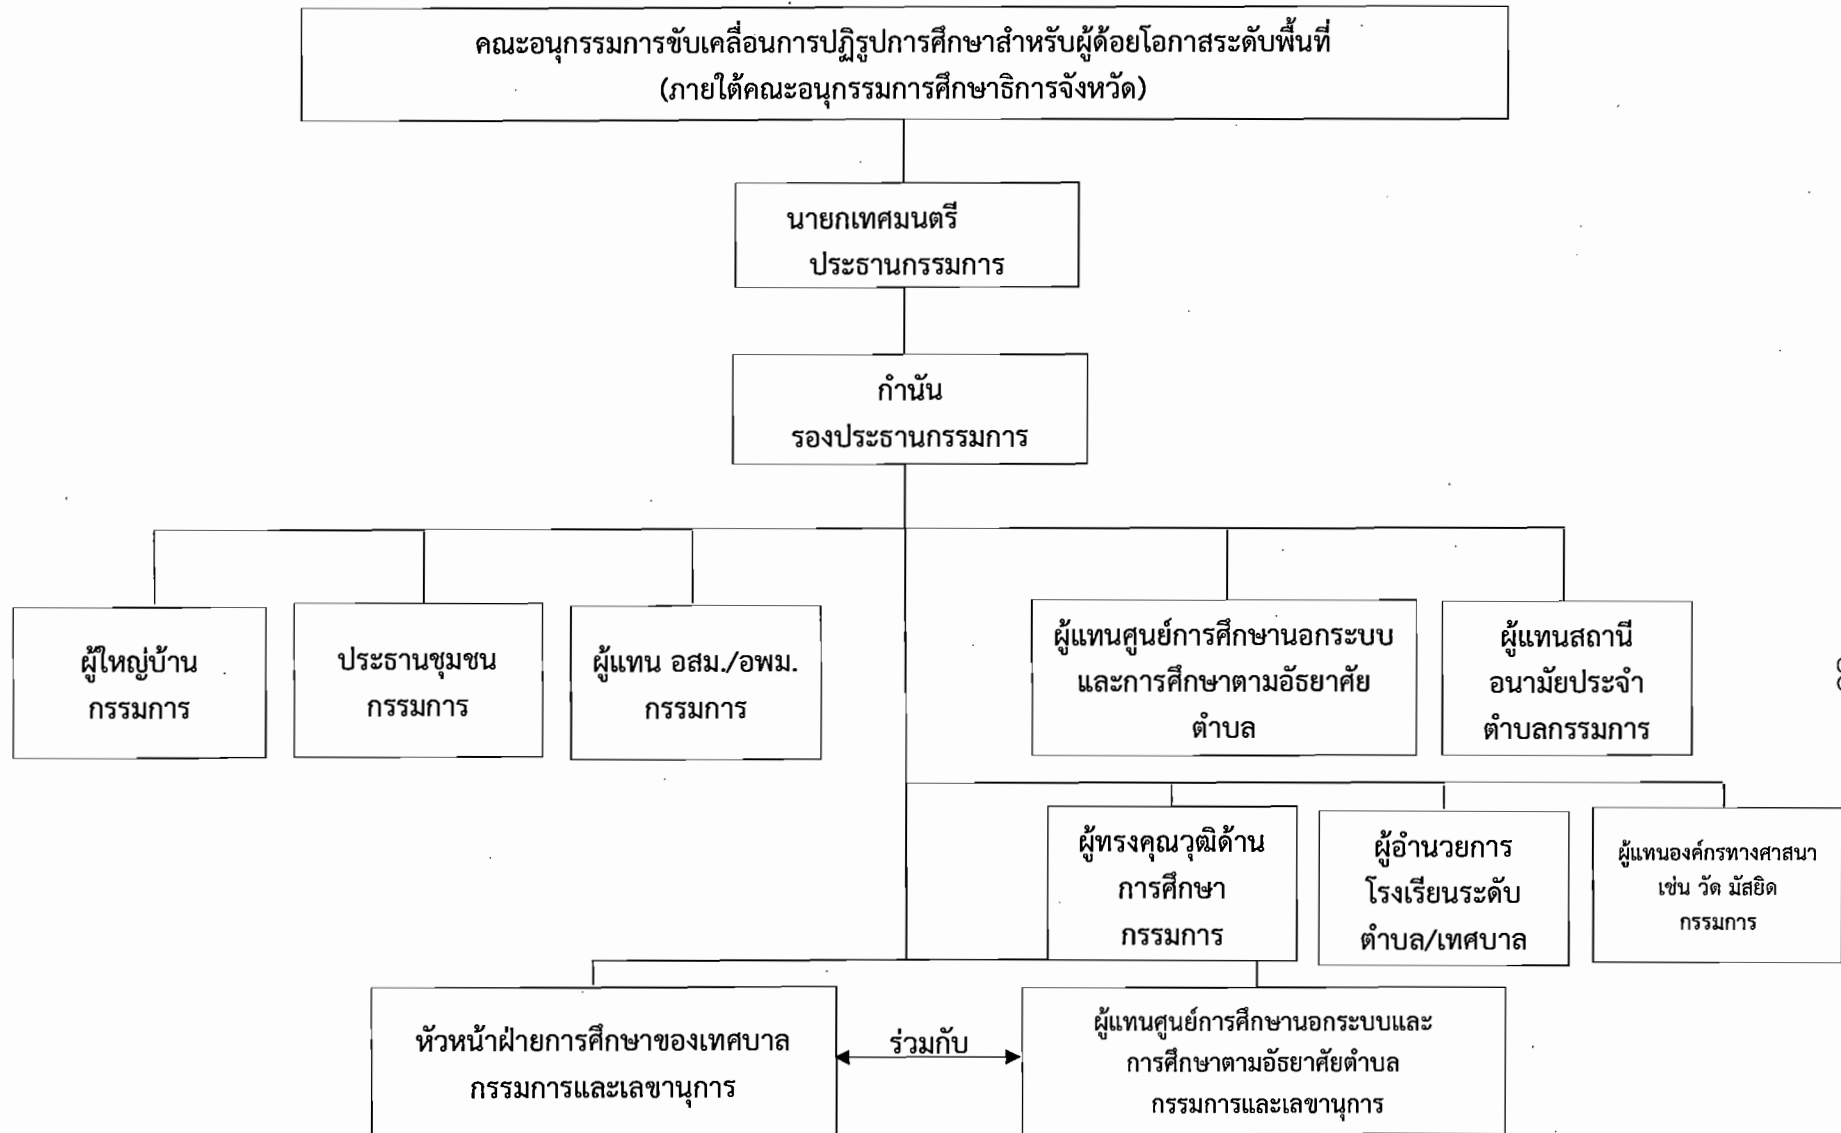 คณะอนุกรรมการขับเคลื่อนการปฏิรูปการศึกษาสำหรับผู้ด้อยโอกาสระดับพื้นที่
(ภายใต้คณะอนุกรรมการศึกษาธิการจังหวัด)
นายกเทศมนตรี
ประธานกรรมการ
กำนัน
รองประธานกรรมการ
ผู้ใหญ่บ้าน
กรรมการ
ประธานชุมชน
กรรมการ
ผู้แทน อสม./อพม.
กรรมการ
ผู้แทนศูนย์การศึกษานอกระบบ
และการศึกษาตามอัธยาศัย
ตำบล
ผู้แทนสถานี
อนามัยประจำ
ตำบลกรรมการ
ผู้ทรงคุณวุฒิด้าน
การศึกษา
กรรมการ
ผู้อำนวยการ
โรงเรียนระดับ
ตำบล/เทศบาล
ผู้แทนองค์กรทางศาสนา
เช่น วัด มัสยิด
กรรมการ
หัวหน้าฝ่ายการศึกษาของเทศบาล
กรรมการและเลขานุการ
ร่วมกับ
ผู้แทนศูนย์การศึกษานอกระบบและ
การศึกษาตามอัธยาศัยตำบล
กรรมการและเลขานุการ